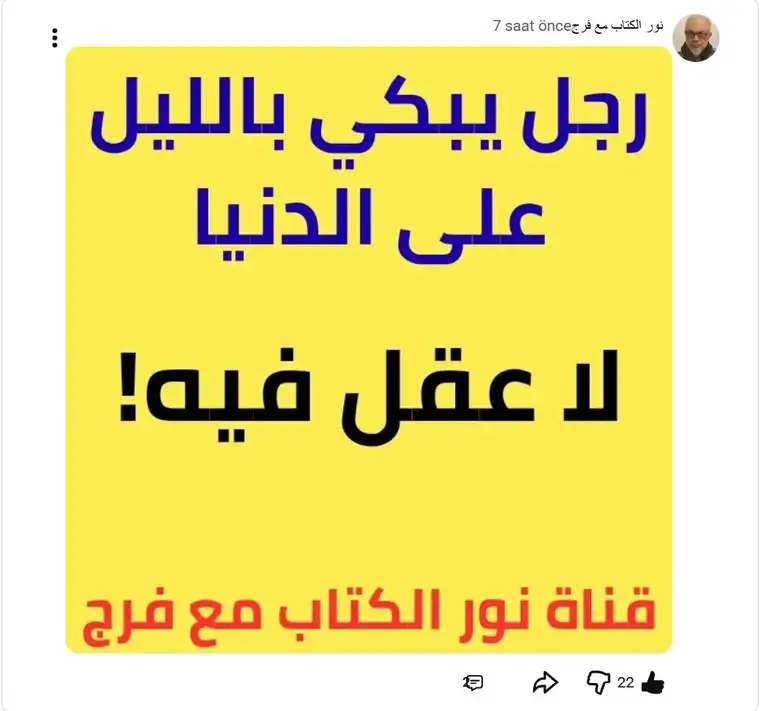 نور الكتاب مع فرج 7 saat önce
رجل يبكي بالليل
على الدنيا
لا عقل فيه!
قناة نور الكتاب مع فرج
22